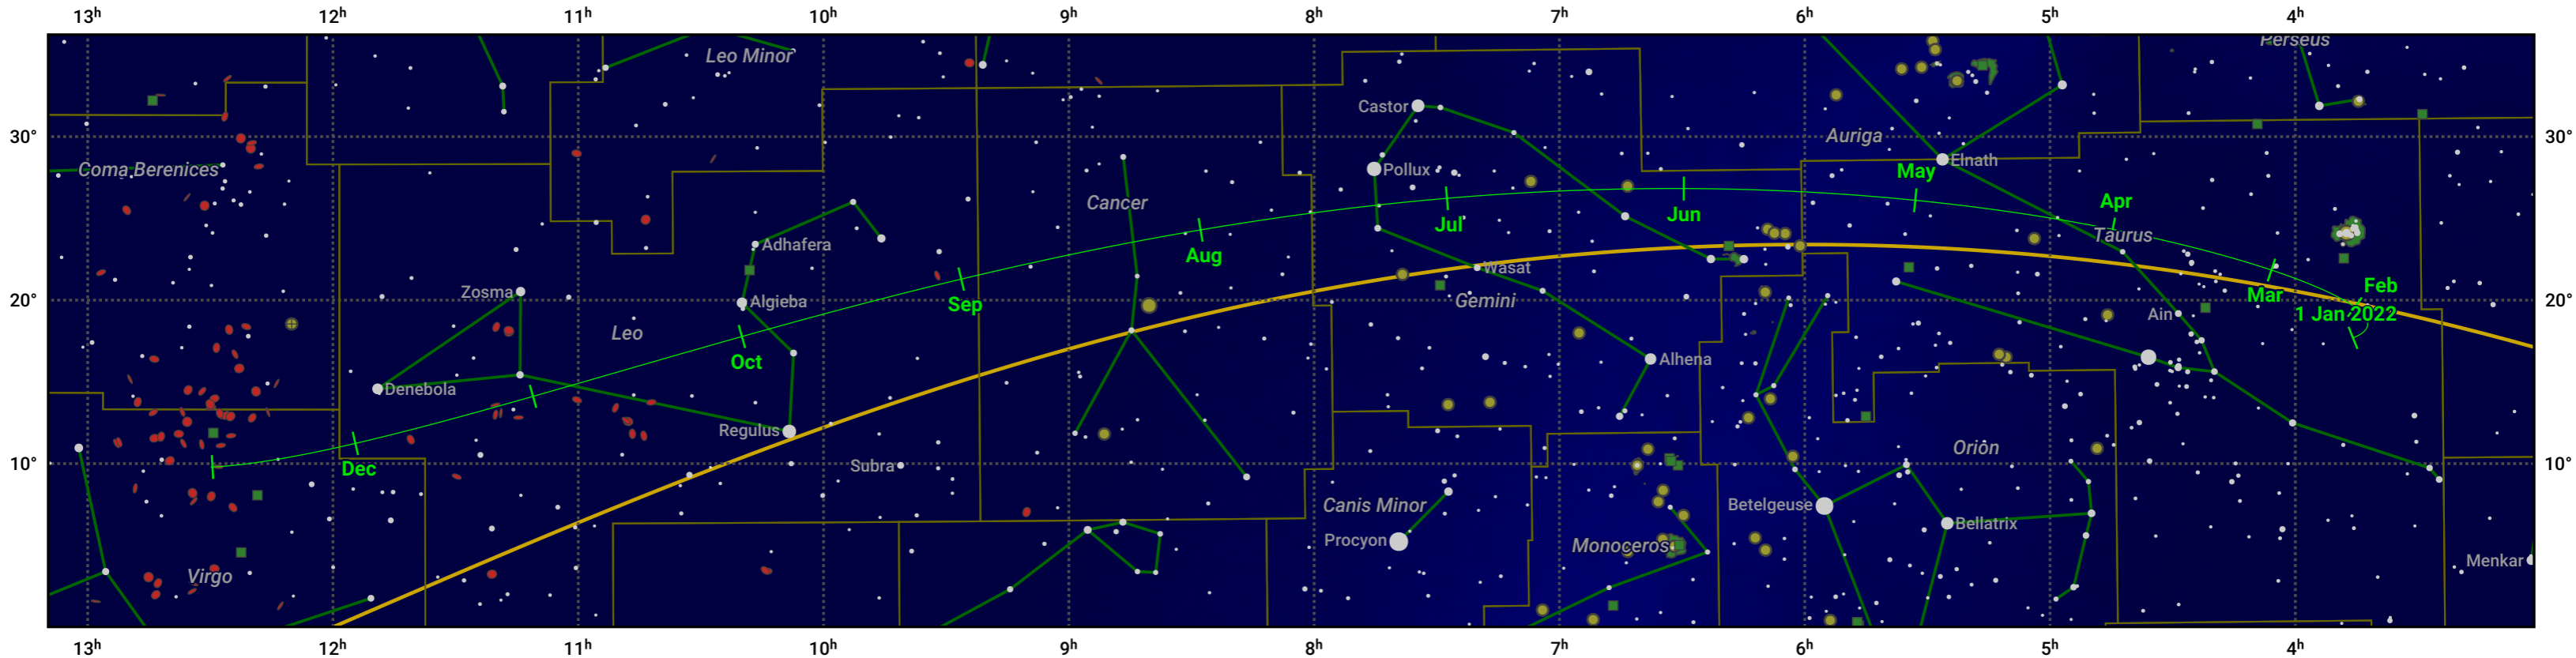 13h 12h 11h 10h 9h 8h 7h 6h 5h 4h
Leo Minor
Perseus
Castor
30° Auriga 30°
Coma Berenices
Pollux
Elnath
May
Cancer
Apr
Jun
Jul
Adhafera
Taurus
Aug
Wasat
Zosma
Sep
Mar
Feb
20° Algieba Gemini 20°
Ain
1 Jan 2022
Leo
Oct
Alhena
Denebola
Regulus
Orion
10° Dec Subra 10°
Canis Minor
Betelgeuse
Bellatrix
Procyon
Monoceros
Menkar
Virgo
13h 12h 11h 10h 9h 8h 7h 6h 5h 4h